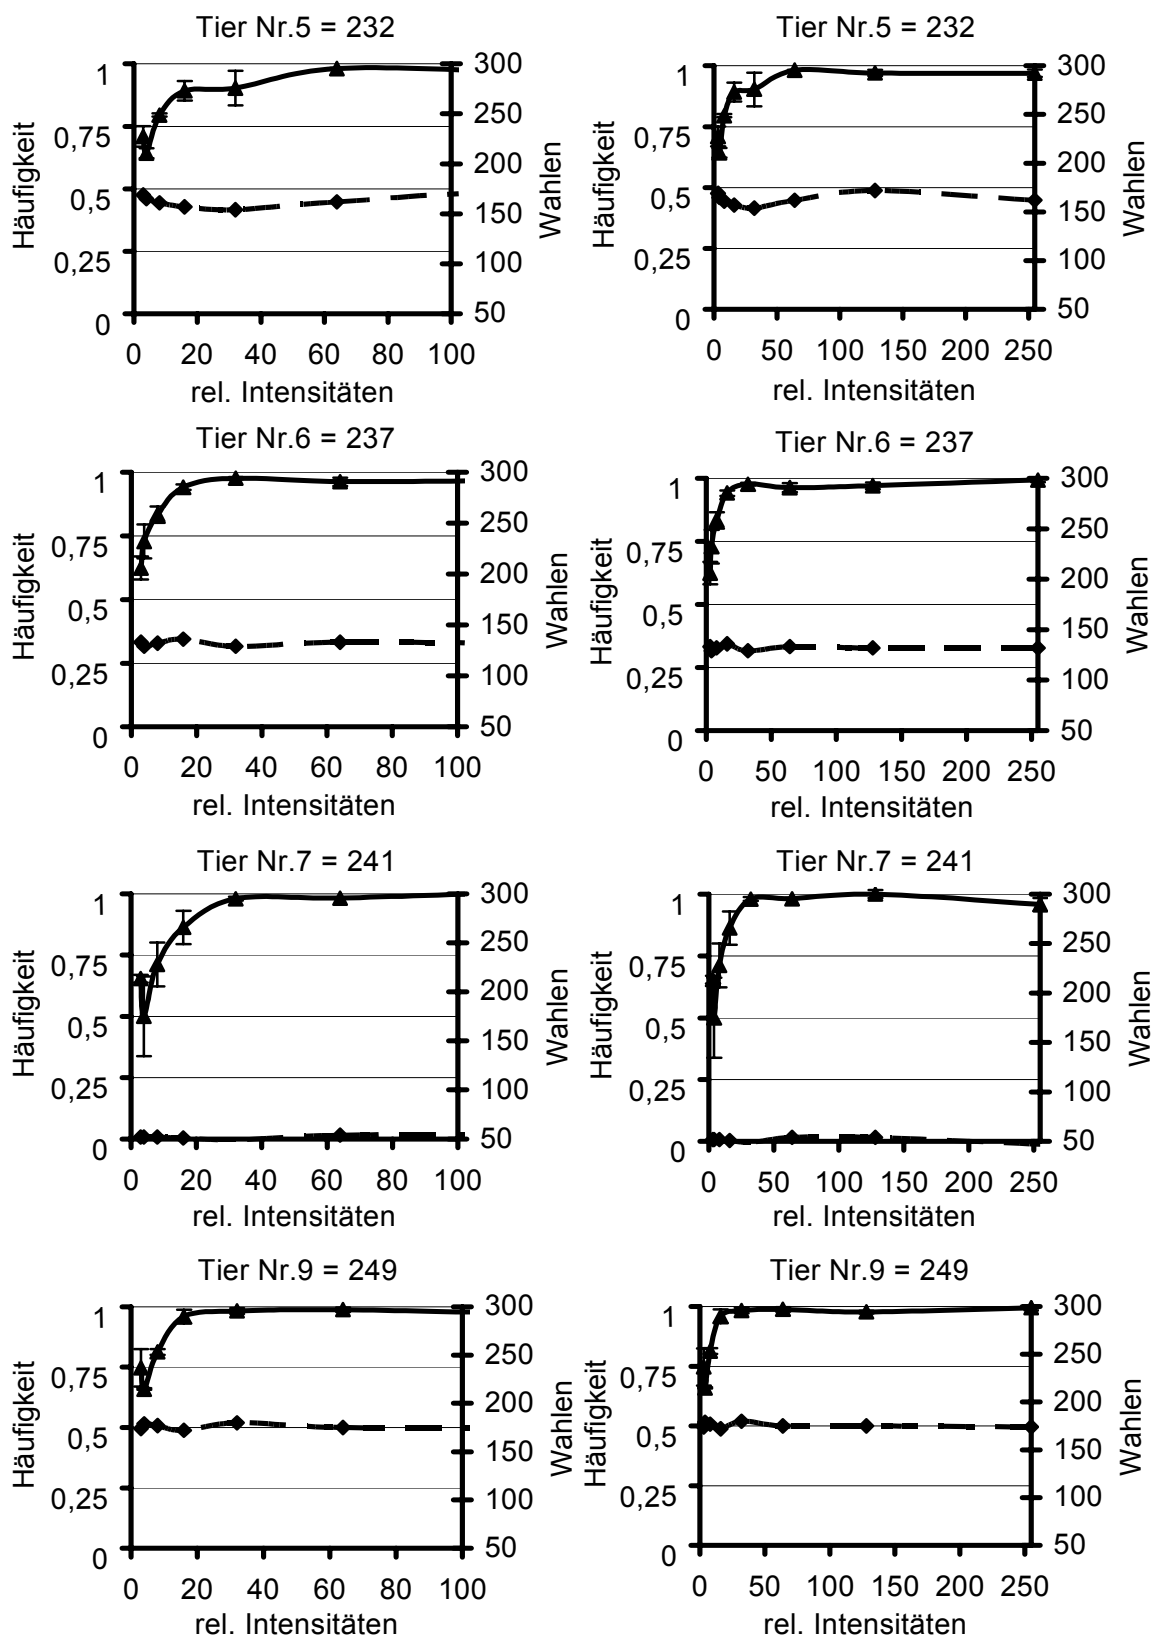 Tier Nr.5 = 232
1
0,75
0,5
0,25
0
Häufigkeit
300
250
200
150
100
50
Wahlen
0 20 40 60 80 100
rel. Intensitäten
Tier Nr.5 = 232
1
0,75
0,5
0,25
0
Häufigkeit
300
250
200
150
100
50
Wahlen
0 50 100 150 200 250
rel. Intensitäten
Tier Nr.6 = 237
1
0,75
0,5
0,25
0
Häufigkeit
300
250
200
150
100
50
Wahlen
0 20 40 60 80 100
rel. Intensitäten
Tier Nr.6 = 237
1
0,75
0,5
0,25
0
Häufigkeit
300
250
200
150
100
50
Wahlen
0 50 100 150 200 250
rel. Intensitäten
Tier Nr.7 = 241
1
0,75
0,5
0,25
0
Häufigkeit
300
250
200
150
100
50
Wahlen
0 20 40 60 80 100
rel. Intensitäten
Tier Nr.7 = 241
1
0,75
0,5
0,25
0
Häufigkeit
300
250
200
150
100
50
Wahlen
0 50 100 150 200 250
rel. Intensitäten
Tier Nr.9 = 249
1
0,75
0,5
0,25
0
Häufigkeit
300
250
200
150
100
50
Wahlen
0 20 40 60 80 100
rel. Intensitäten
Tier Nr.9 = 249
1
0,75
0,5
0,25
0
Häufigkeit
300
250
200
150
100
50
Wahlen
0 50 100 150 200 250
rel. Intensitäten